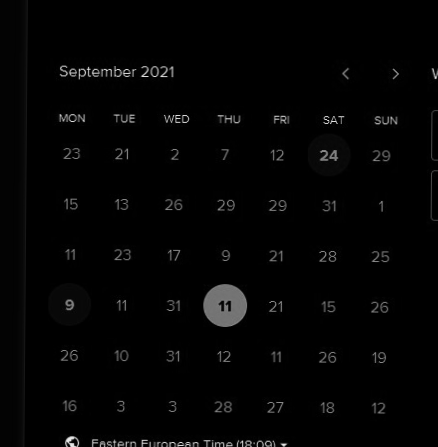 September 2021
MON TUE WED THU FRI SAT SUN
23 21 2 7 12 24 29
15 13 26 29 29 31 1
11 23 17 9 21 28 25
9 11 31 11 21 15 26
26 10 31 12 11 26 19
16 3 3 28 27 18 12
Eastern European Time (18:09)